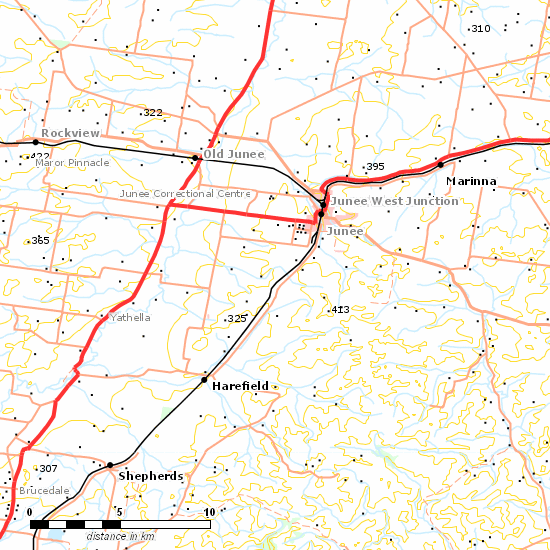 .310
.322
Rockview
.422
Maror Pinnacle
Old Junee
.395
Marinna
Junee Correctional Centre
Junee West Junction
Junee
.365
.413
Yathella
.325
Harefield
.307
Shepherds
Brucedale
0 5 10
distance in km